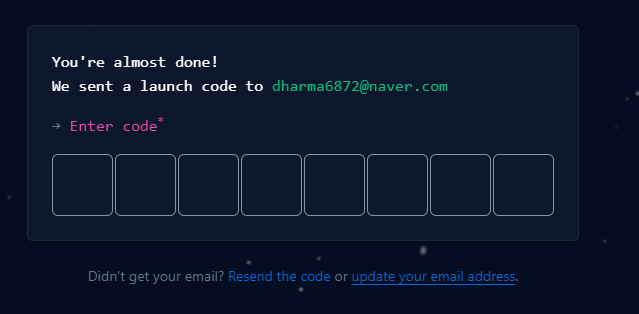 You're almost done!
We sent a launch code to dharma6872@naver.com
→ Enter code*
Didn't get your email? Resend the code or update your email address.